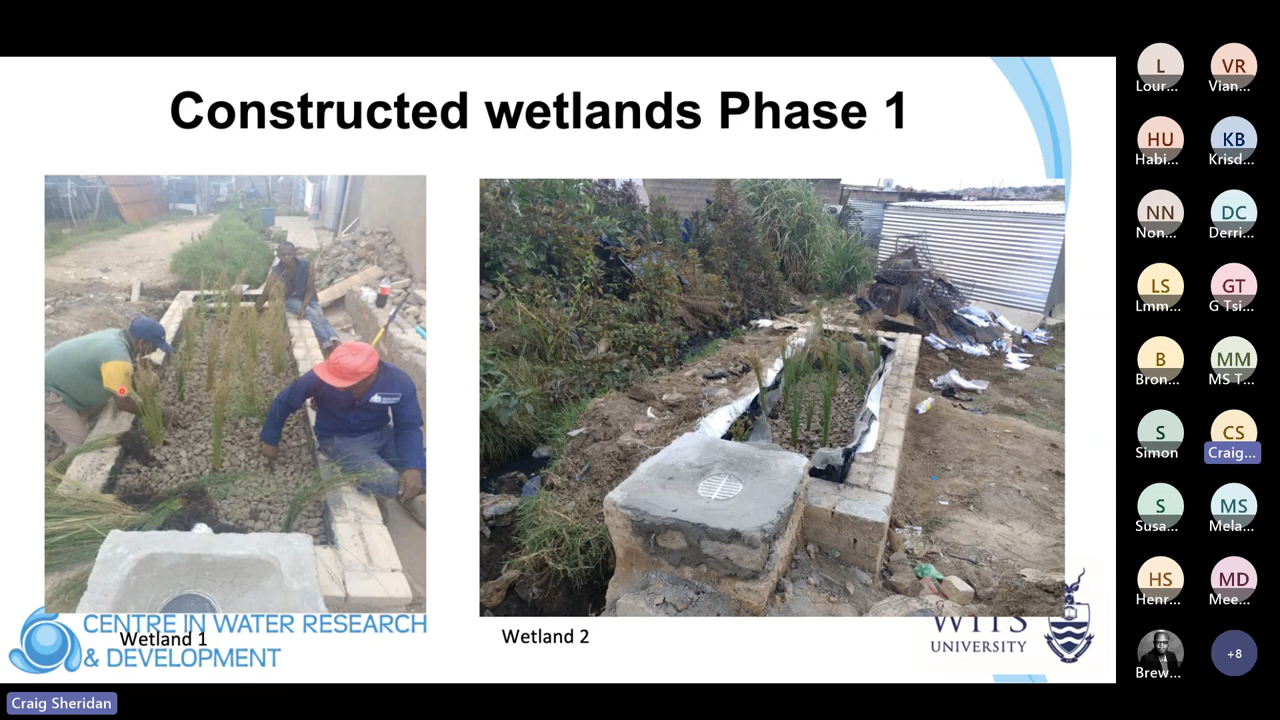 Constructed wetlands Phase 1
CENTRE IN WATER RESEARCH
& DEVELOPMENT
Wetland 1
Wetland 2
WITS
UNIVERSITY
Craig Sheridan
L
Lour...
VR
Vian...
HU
Habi...
KB
Krisd...
NN
Non...
DC
Derri...
LS
Lmm...
GT
G Tsi...
B
Bron...
MM
MS T...
S
Simon
CS
Craig...
S
Susa...
MS
Mela...
HS
Henr...
MD
Mee...
Brew...
+8